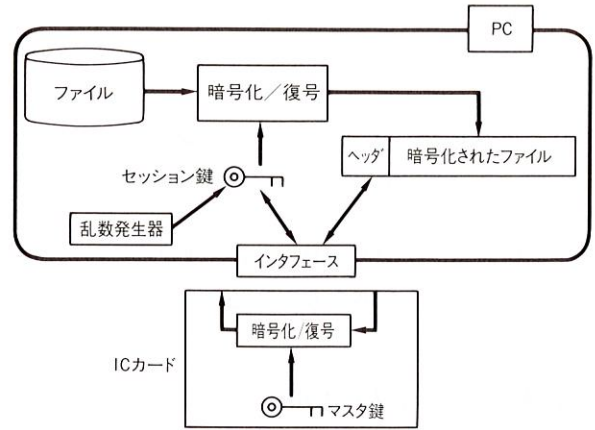 PC
ファイル
暗号化／復号
ヘッダ
暗号化されたファイル
セッション鍵
乱数発生器
インタフェース
暗号化/復号
ICカード
マスタ鍵